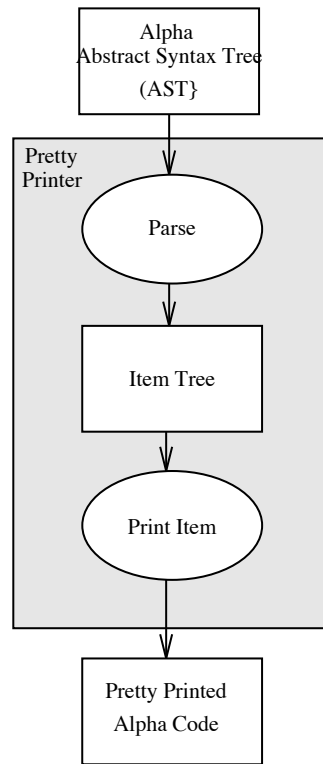 Alpha
Abstract Syntax Tree
(AST}
Pretty
Printer
Parse
Item Tree
Print Item
Pretty Printed
Alpha Code